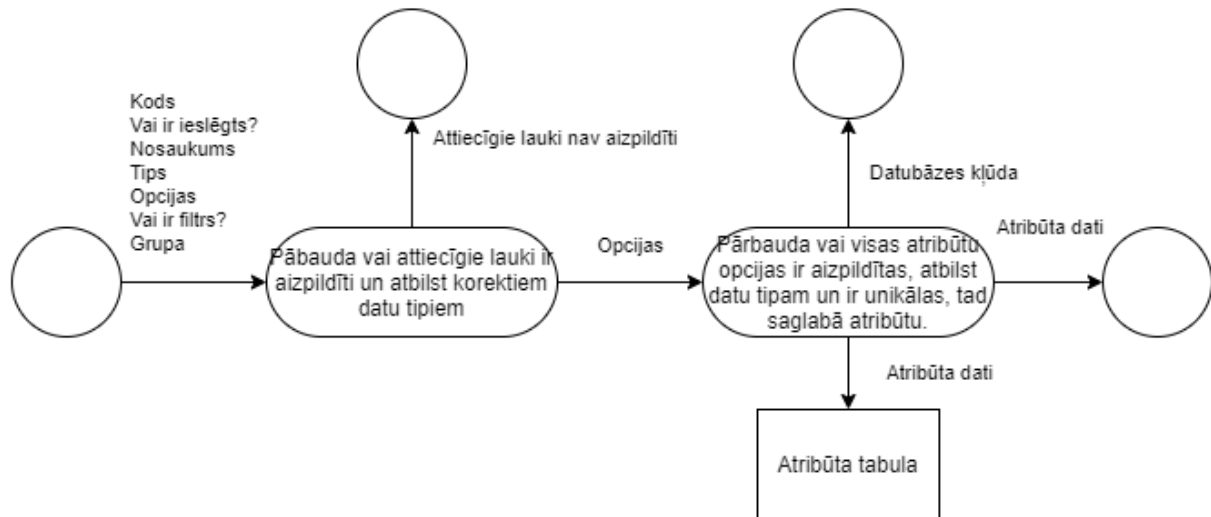 Kods
Vai ir ieslēgts?
Nosaukums
Tips
Opcijas
Vai ir filtrs?
Grupa
Attiecīgie lauki nav aizpildīti
Pābauda vai attiecīgie lauki ir
aizpildīti un atbilst korektiem
datu tipiem
Opcijas
Datubāzes kļūda
Pārbauda vai visas atribūtu
opcijas ir aizpildītas, atbilst
datu tipam un ir unikālas, tad
saglabā atribūtu.
Atribūta dati
Atribūta dati
Atribūta tabula